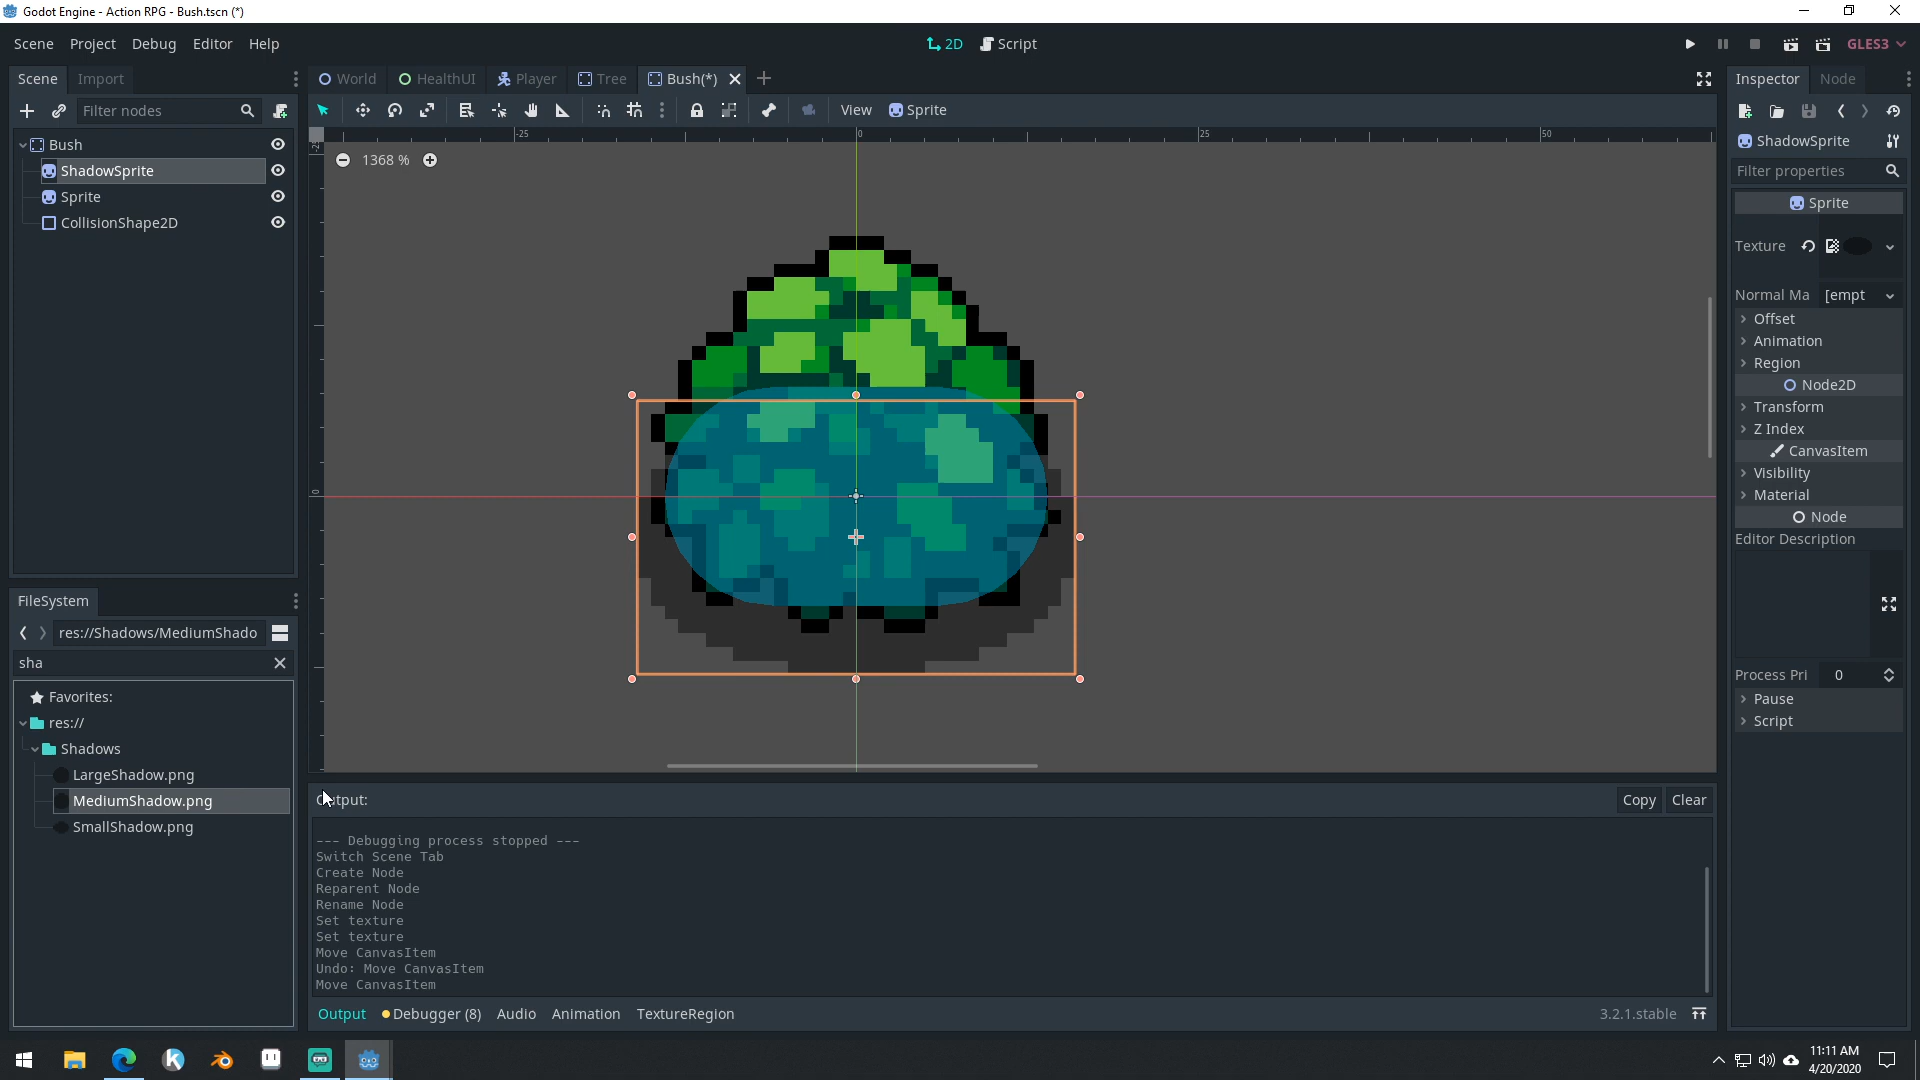 Godot Engine - Action RPG - Bush.tscn (*)
Scene Project Debug Editor Help
2D Script
GLES3
Scene Import
World HealthUI Player Tree Bush(*)
Inspector Node
Filter nodes
View Sprite
-25 0 25 50
1368 %
Bush
ShadowSprite
Sprite
CollisionShape2D
0
ShadowSprite
Filter properties
Sprite
Texture
Normal Ma [empt
Offset
Animation
Region
Node2D
Transform
Z Index
CanvasItem
Visibility
Material
Node
Editor Description
Process Pri 0
Pause
Script
FileSystem
res://Shadows/MediumShado
sha
Favorites:
res://
Shadows
LargeShadow.png
MediumShadow.png
SmallShadow.png
Copy Clear
--- Debugging process stopped ---
Switch Scene Tab
Create Node
Reparent Node
Rename Node
Set texture
Set texture
Move CanvasItem
Undo: Move CanvasItem
Move CanvasItem
Output Debugger (8) Audio Animation TextureRegion
3.2.1.stable
11:11 AM
4/20/2020